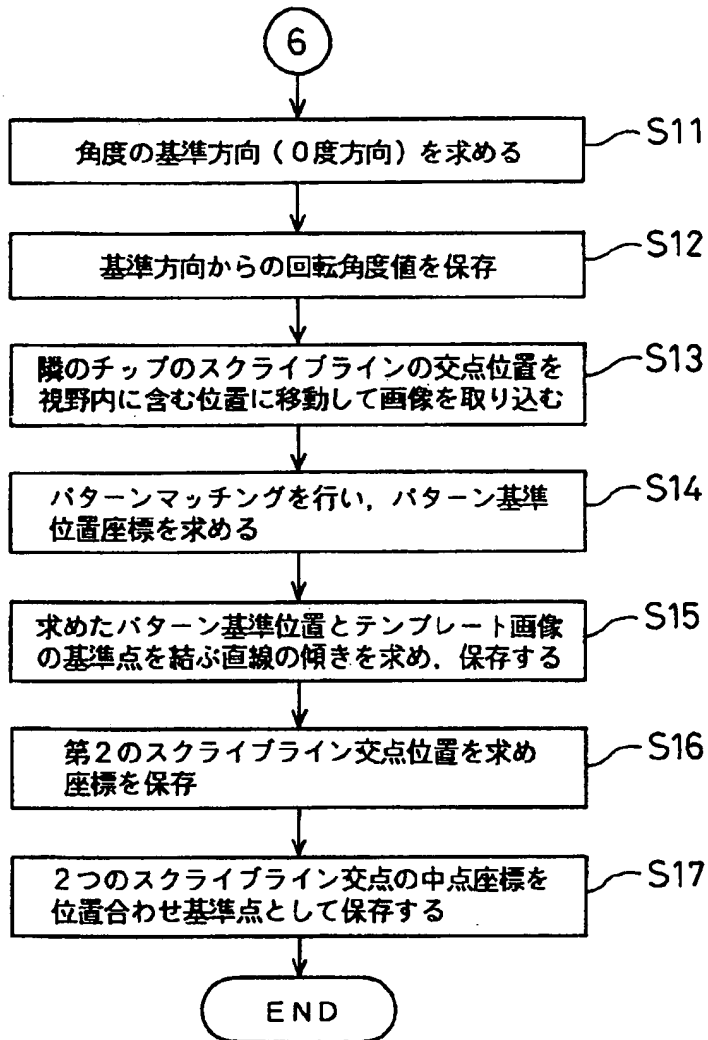 6
角度の基準方向(0度方向)を求める
S11
基準方向からの回転角度値を保存
S12
隣のチップのスクライブラインの交点位置を
視野内に含む位置に移動して画像を取り込む
S13
パターンマッチングを行い,パターン基準
位置座標を求める
S14
求めたパターン基準位置とテンプレート画像
の基準点を結ぶ直線の傾きを求め,保存する
S15
第2のスクライブライン交点位置を求め
座標を保存
S16
2つのスクライブライン交点の中点座標を
位置合わせ基準点として保存する
S17
END